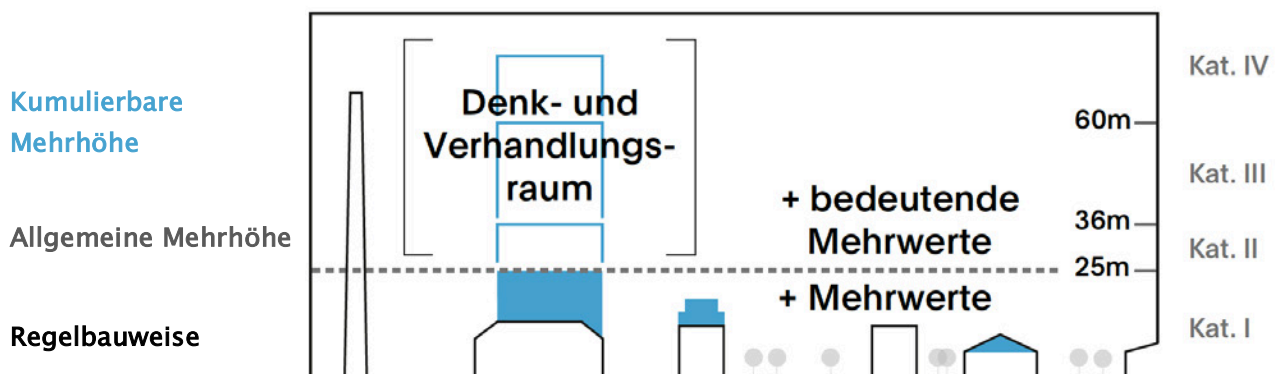 Kumulierbare
Mehrhöhe
Allgemeine Mehrhöhe
Regelbauweise
Denk- und
Verhandlungs-
raum
+ bedeutende
Mehrwerte
+ Mehrwerte
60m
36m
25m
Kat. IV
Kat. III
Kat. II
Kat. I